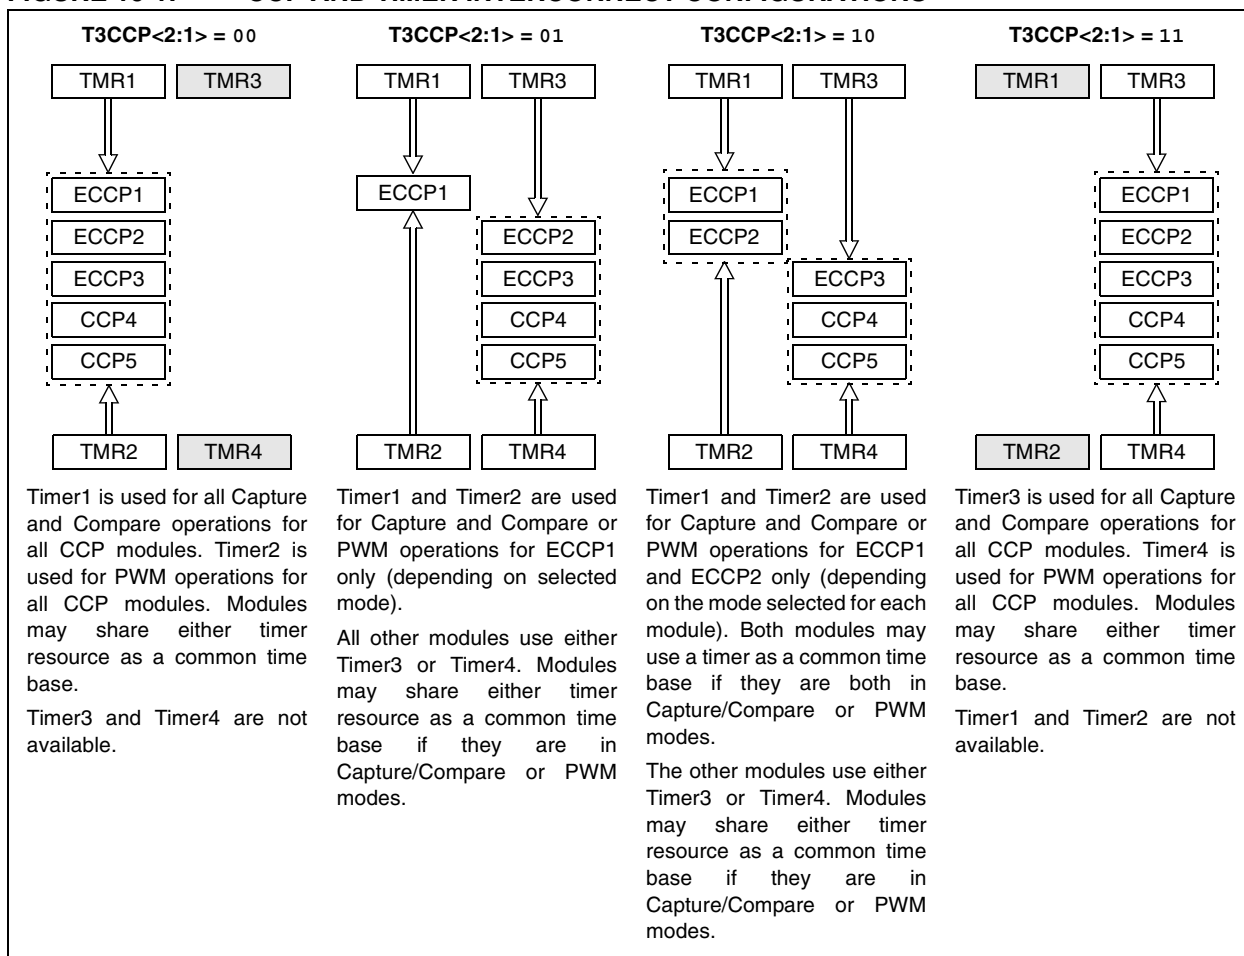 T3CCP<2:1> = 00
TMR1 TMR3
ECCP1
ECCP2
ECCP3
CCP4
CCP5
TMR2 TMR4
Timer1 is used for all Capture
and Compare operations for
all CCP modules. Timer2 is
used for PWM operations for
all CCP modules. Modules
may share either timer
resource as a common time
base.
Timer3 and Timer4 are not
available.
T3CCP<2:1> = 01
TMR1 TMR3
ECCP1
ECCP2
ECCP3
CCP4
CCP5
TMR2 TMR4
Timer1 and Timer2 are used
for Capture and Compare or
PWM operations for ECCP1
only (depending on selected
mode).
All other modules use either
Timer3 or Timer4. Modules
may share either timer
resource as a common time
base if they are in
Capture/Compare or PWM
modes.
T3CCP<2:1> = 10
TMR1 TMR3
ECCP1
ECCP2
ECCP3
CCP4
CCP5
TMR2 TMR4
Timer1 and Timer2 are used
for Capture and Compare or
PWM operations for ECCP1
and ECCP2 only (depending
on the mode selected for each
module). Both modules may
use a timer as a common time
base if they are both in
Capture/Compare or PWM
modes.
The other modules use either
Timer3 or Timer4. Modules
may share either timer
resource as a common time
base if they are in
Capture/Compare or PWM
modes.
T3CCP<2:1> = 11
TMR1 TMR3
ECCP1
ECCP2
ECCP3
CCP4
CCP5
TMR2 TMR4
Timer3 is used for all Capture
and Compare operations for
all CCP modules. Timer4 is
used for PWM operations for
all CCP modules. Modules
may share either timer
resource as a common time
base.
Timer1 and Timer2 are not
available.